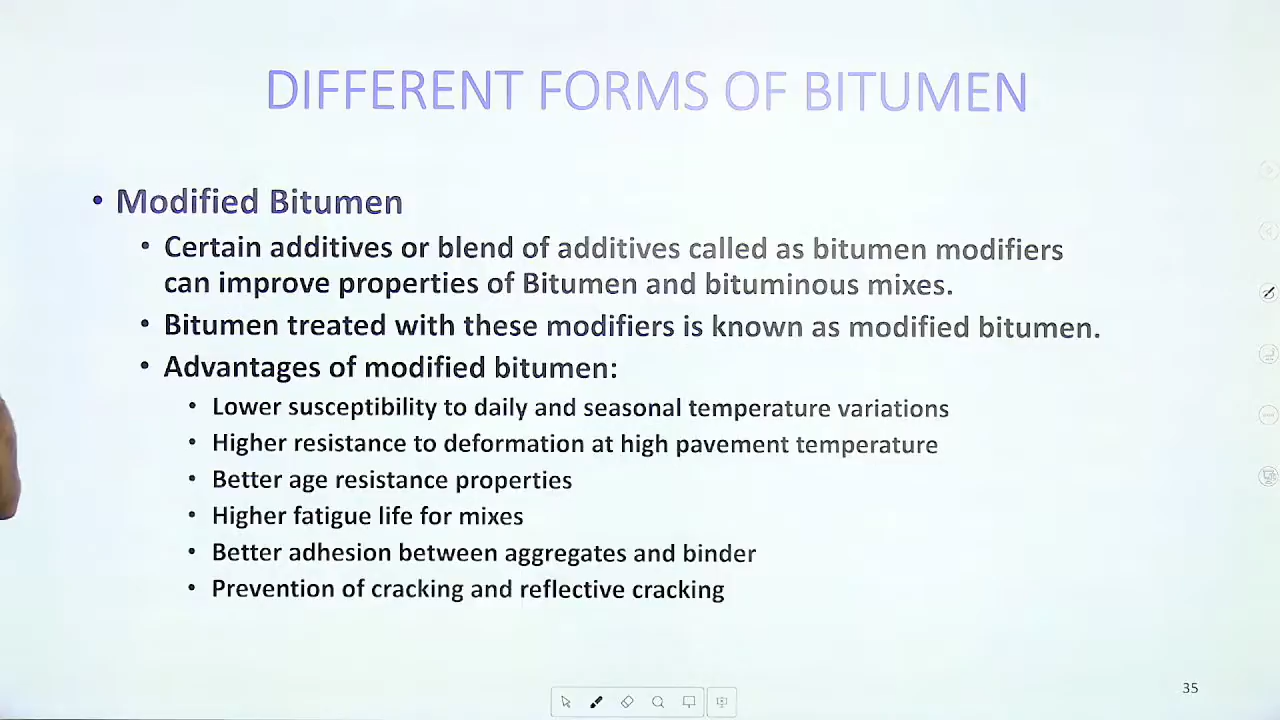 DIFFERENT FORMS OF BITUMEN
• Modified Bitumen
• Certain additives or blend of additives called as bitumen modifiers
can improve properties of Bitumen and bituminous mixes.
• Bitumen treated with these modifiers is known as modified bitumen.
• Advantages of modified bitumen:
• Lower susceptibility to daily and seasonal temperature variations
• Higher resistance to deformation at high pavement temperature
• Better age resistance properties
• Higher fatigue life for mixes
• Better adhesion between aggregates and binder
• Prevention of cracking and reflective cracking
35